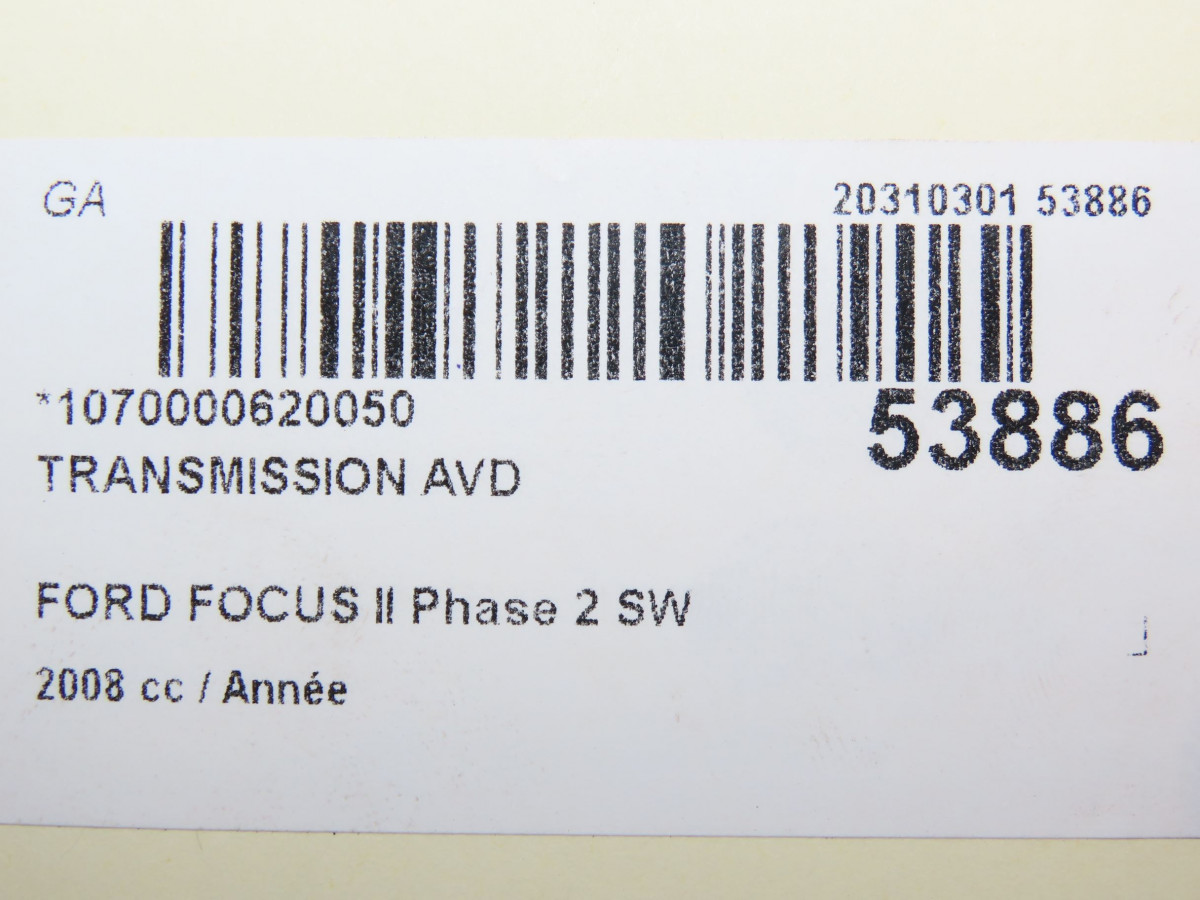 GA
20310301 53886
*1070000620050
53886
TRANSMISSION AVD
FORD FOCUS II Phase 2 SW
2008 cc / Année